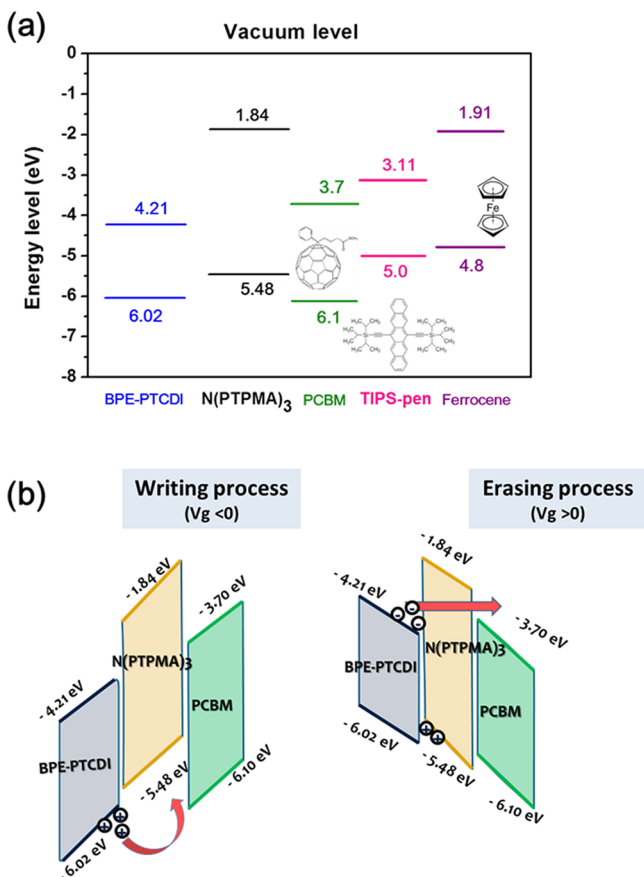 (a)
Vacuum level
Energy level (eV)
0
-1
-2
-3
-4
-5
-6
-7
-8
4.21
6.02
1.84
5.48
3.7
6.1
3.11
5.0
1.91
4.8
Fe
BPE-PTCDI N(PTPMA)3 PCBM TIPS-pen Ferrocene
(b)
Writing process
(Vg <0)
- 1.84 eV
- 3.70 eV
- 4.21 eV
N(PTPMA)3
BPE-PTCDI
PCBM
- 5.48 eV
- 6.10 eV
- 6.02 eV
+
+
+
Erasing process
(Vg >0)
- 1.84 eV
- 4.21 eV
- 3.70 eV
-
-
-
N(PTPMA)3
BPE-PTCDI
PCBM
- 6.02 eV
+
+
- 5.48 eV
- 6.10 eV